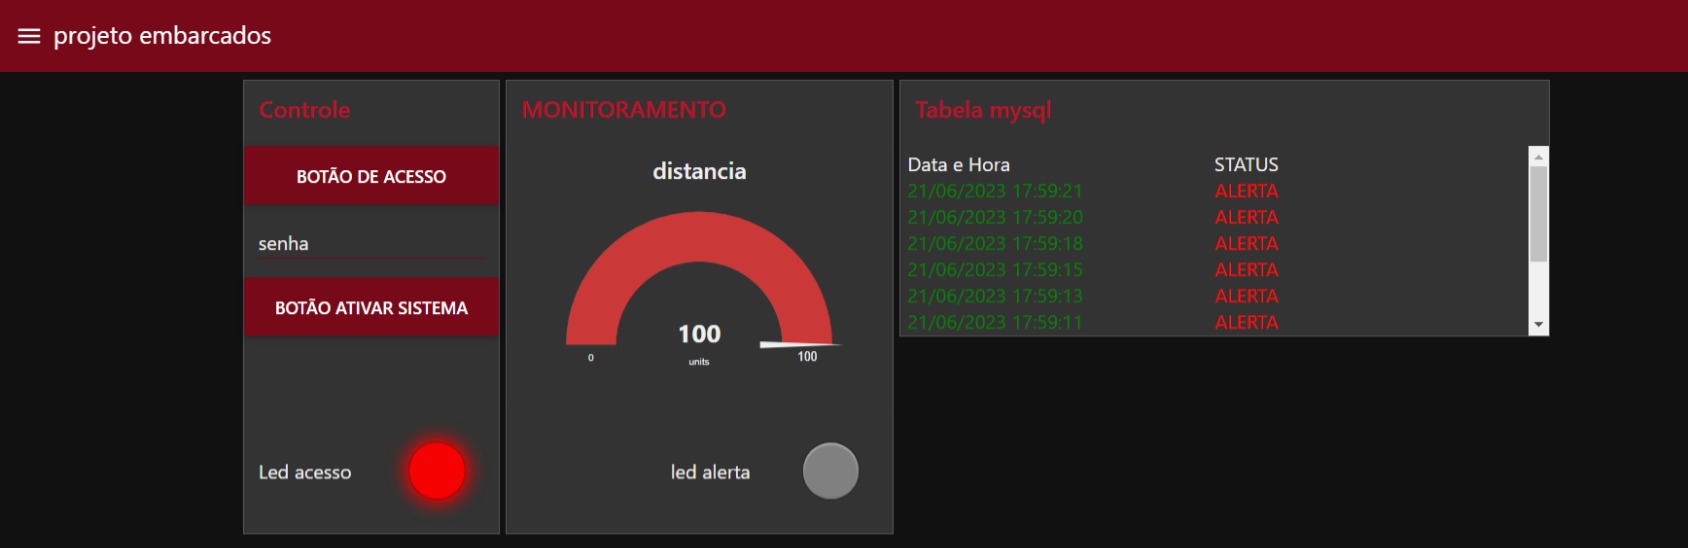 projeto embarcados
Controle
BOTÃO DE ACESSO
senha
BOTÃO ATIVAR SISTEMA
Led acesso
MONITORAMENTO
distancia
100
units
0
100
led alerta
Tabela mysql
Data e Hora STATUS
21/06/2023 17:59:21 ALERTA
21/06/2023 17:59:20 ALERTA
21/06/2023 17:59:18 ALERTA
21/06/2023 17:59:15 ALERTA
21/06/2023 17:59:13 ALERTA
21/06/2023 17:59:11 ALERTA